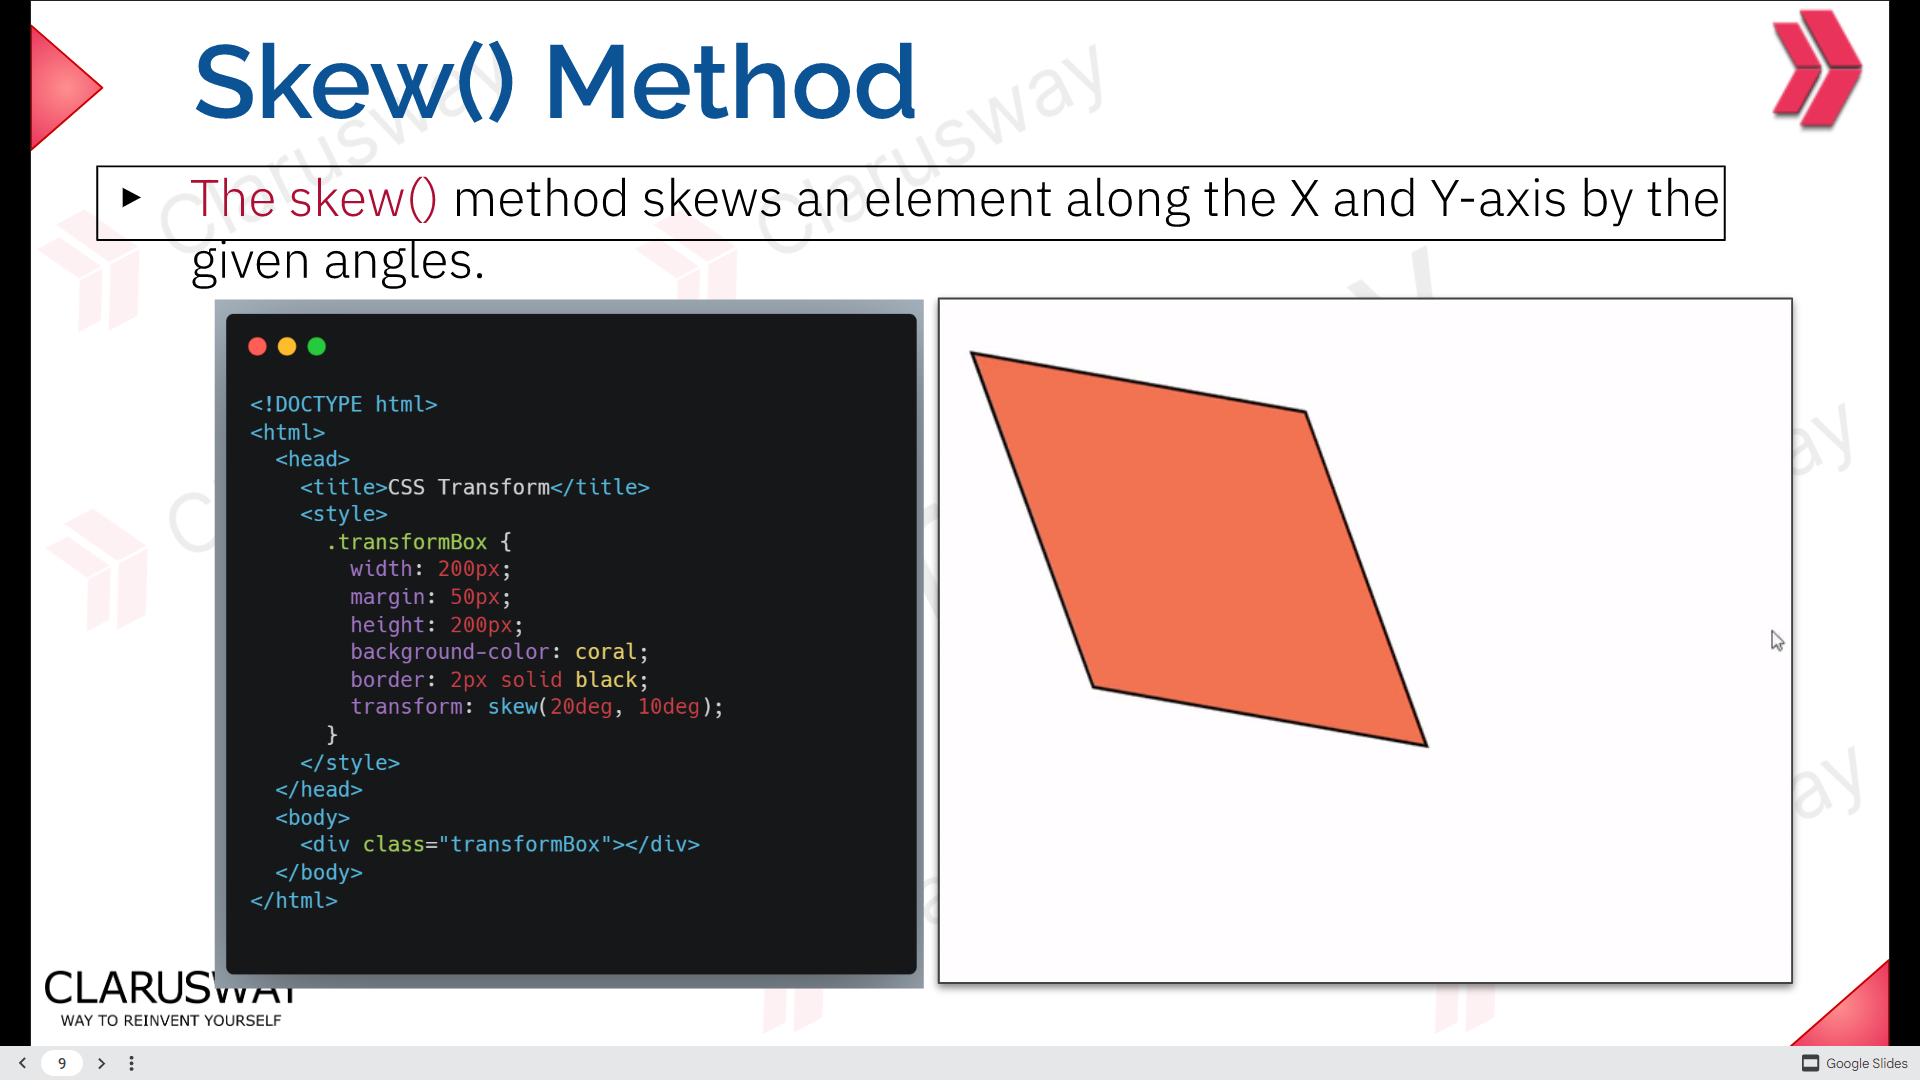 Skew() Method
► The skew() method skews an element along the X and Y-axis by the
given angles.
<!DOCTYPE html>
<html>
<head>
<title>CSS Transform</title>
<style>
.transformBox {
width: 200px;
margin: 50px;
height: 200px;
background-color: coral;
border: 2px solid black;
transform: skew(20deg, 10deg);
}
</style>
</head>
<body>
<div class="transformBox"></div>
</body>
</html>
CLARUSWAY
WAY TO REINVENT YOURSELF
Clarusway
Clarusway
9
Google Slides